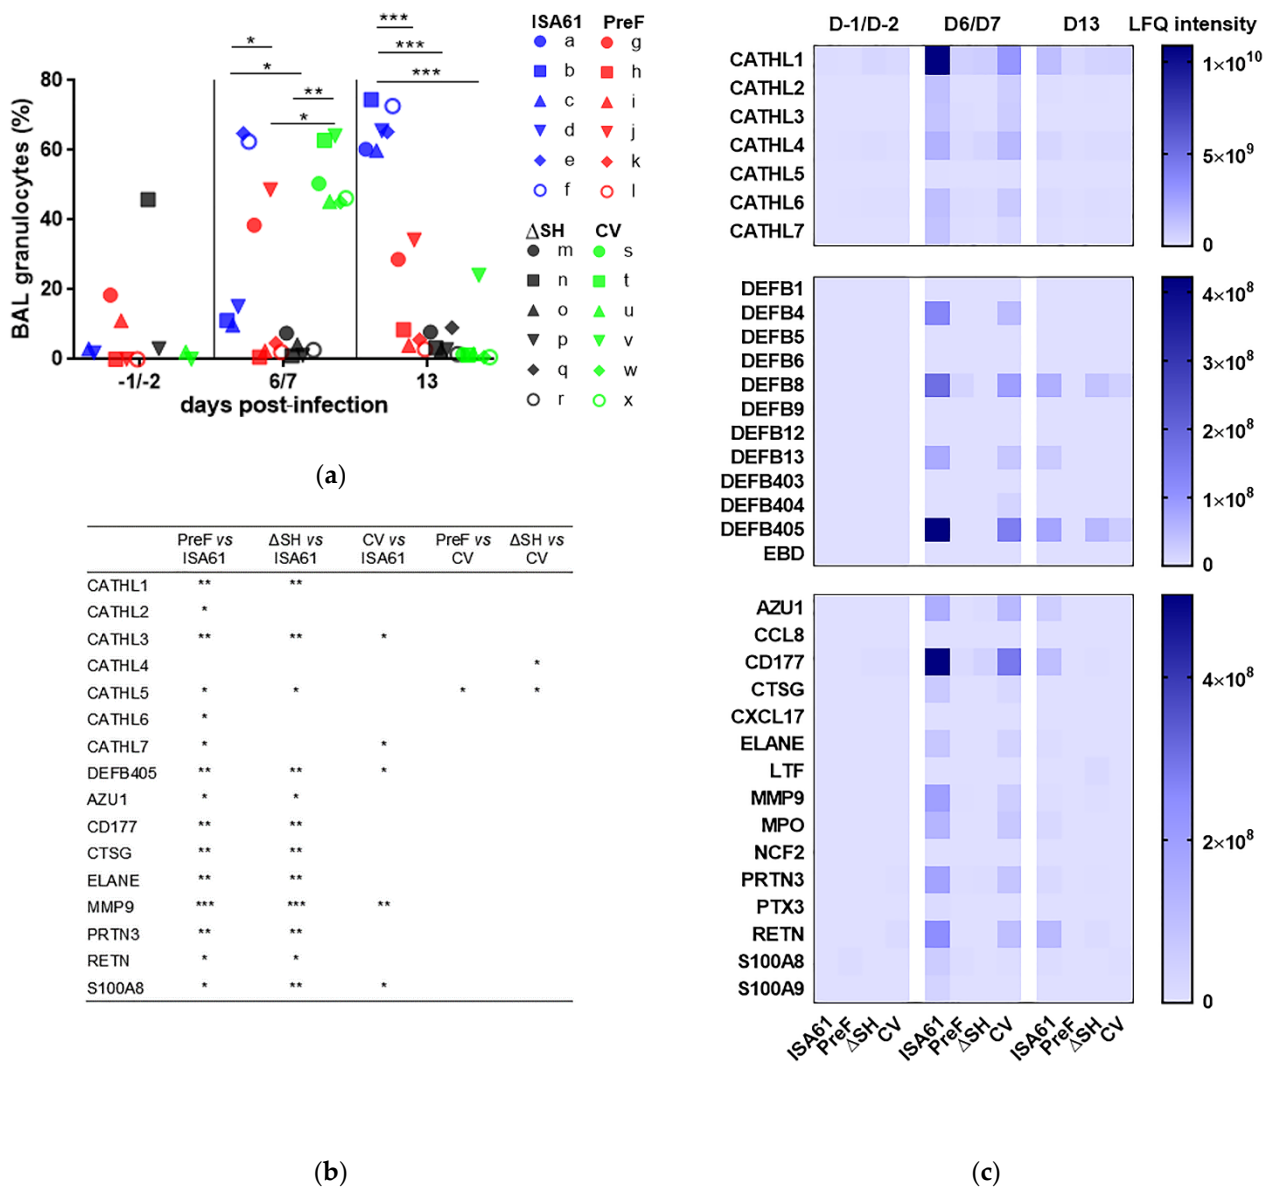 ISA61 PreF
a g
b h
c i
d j
e k
f l
ΔSH CV
m s
n t
o u
p v
q w
r x
***
***
***
*
*
**
*
BAL granulocytes (%)
80
60
40
20
0
-1/-2 6/7 13
days post-infection
(a)
PreF vs ISA61 ΔSH vs ISA61 CV vs ISA61 PreF vs CV ΔSH vs CV
CATHL1 ** **
CATHL2 *
CATHL3 ** ** *
CATHL4 *
CATHL5 * * * *
CATHL6 *
CATHL7 * *
DEFB405 ** ** *
AZU1 * *
CD177 ** **
CTSG ** **
ELANE ** **
MMP9 *** *** **
PRTN3 ** **
RETN * *
S100A8 * ** *
(b)
D-1/D-2 D6/D7 D13 LFQ intensity
CATHL1
CATHL2
CATHL3
CATHL4
CATHL5
CATHL6
CATHL7
1×10¹⁰
5×10⁹
0
DEFB1
DEFB4
DEFB5
DEFB6
DEFB8
DEFB9
DEFB12
DEFB13
DEFB403
DEFB404
DEFB405
EBD
4×10⁸
3×10⁸
2×10⁸
1×10⁸
0
AZU1
CCL8
CD177
CTSG
CXCL17
ELANE
LTF
MMP9
MPO
NCF2
PRTN3
PTX3
RETN
S100A8
S100A9
4×10⁸
2×10⁸
0
ISA61 PreF ΔSH CV ISA61 PreF ΔSH CV ISA61 PreF ΔSH CV
(c)